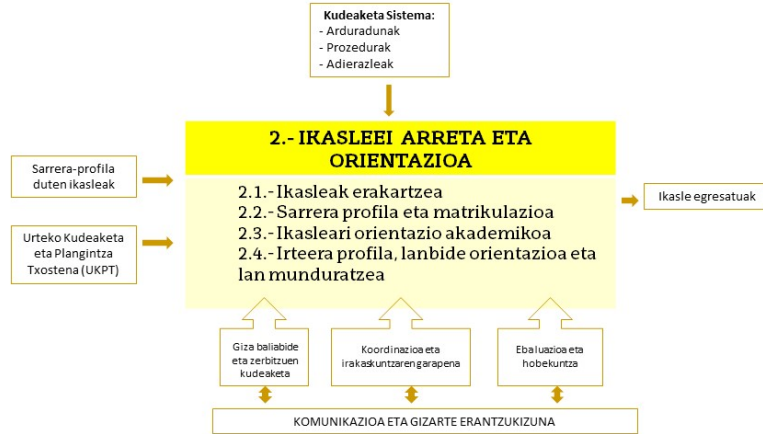 Kudeaketa Sistema:
- Arduradunak
- Prozedurak
- Adierazleak
2.- IKASLEEI ARRETA ETA
ORIENTAZIOA
Sarrera-profila
duten ikasleak
Urteko Kudeaketa
eta Plangintza
Txostena (UKPT)
2.1.- Ikasleak erakartzea
2.2.- Sarrera profila eta matrikulazioa
2.3.- Ikasleari orientazio akademikoa
2.4.- Irteera profila, lanbide orientazioa eta
lan munduratzea
Ikasle egresatuak
Giza baliabide
eta zerbitzuen
kudeaketa
Koordinazioa eta
irakaskuntzaren garapena
Ebaluazioa eta
hobekuntza
KOMUNIKAZIOA ETA GIZARTE ERANTZUKIZUNA